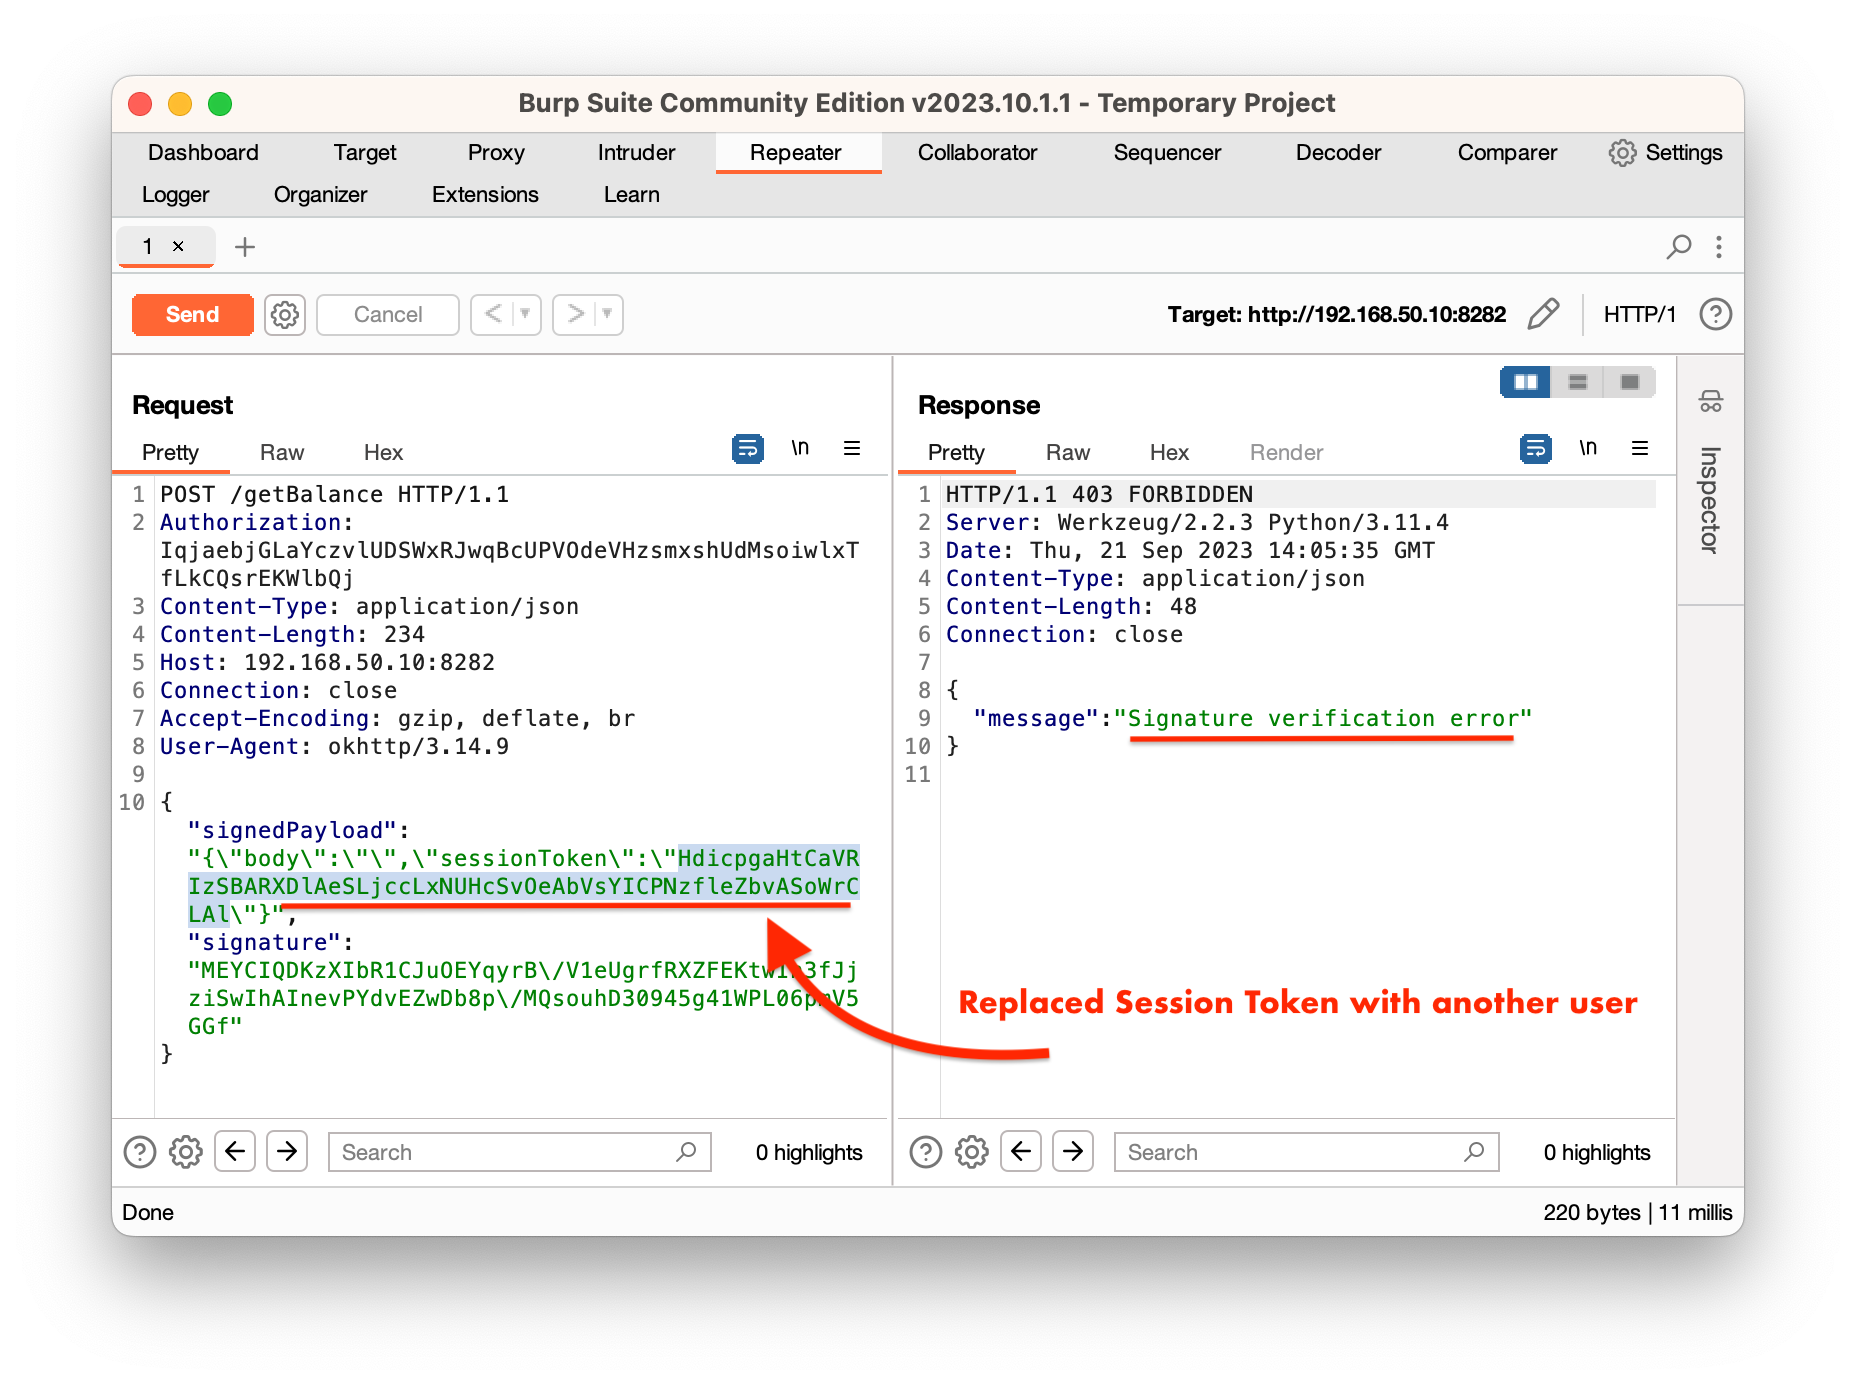 Burp Suite Community Edition v2023.10.1.1 - Temporary Project
Dashboard Target Proxy Intruder Repeater Collaborator Sequencer Decoder Comparer Settings
Logger Organizer Extensions Learn
1 × +
Send Cancel < > Target: http://192.168.50.10:8282 HTTP/1 ?
Request
Pretty Raw Hex \n
1 POST /getBalance HTTP/1.1
2 Authorization:
IqjaebjGLaYczvlUDSWxRJwqBcUPVOdeVHzsmxshUdMsoiwlxT
fLkCQsrEKWlbQj
3 Content-Type: application/json
4 Content-Length: 234
5 Host: 192.168.50.10:8282
6 Connection: close
7 Accept-Encoding: gzip, deflate, br
8 User-Agent: okhttp/3.14.9
9
10 {
"signedPayload":
"{\"body\":\"\",\"sessionToken\":\"HdicpgaHtCaVR
IzSBARXDlAeSLjccLxNUHcSvOeAbVsYICPNzfleZbvASoWrC
LAl\"}",
"signature":
"MEYCIQDKzXIbR1CJuOEYqyrB\/V1eUgrfRXZFEKtw 3fJj
ziSwIhAInevPYdvEZwDb8p\/MQsouhD30945g41WPL06p V5
GGf"
}
? Search 0 highlights
Response
Pretty Raw Hex Render \n
1 HTTP/1.1 403 FORBIDDEN
2 Server: Werkzeug/2.2.3 Python/3.11.4
3 Date: Thu, 21 Sep 2023 14:05:35 GMT
4 Content-Type: application/json
5 Content-Length: 48
6 Connection: close
7
8 {
9 "message":"Signature verification error"
10 }
11
Replaced Session Token with another user
? Search 0 highlights
Inspector
Done 220 bytes | 11 millis